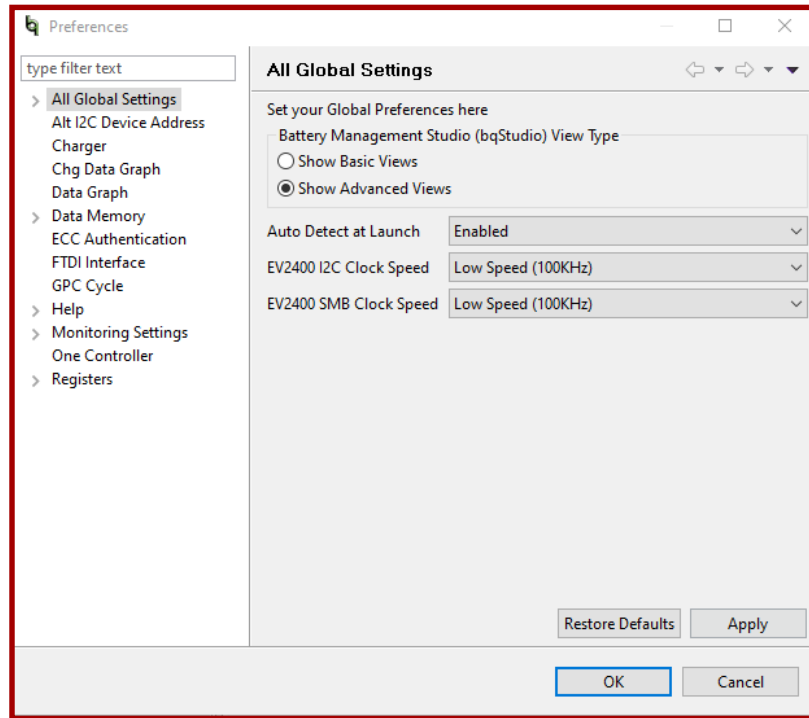 Preferences
type filter text
All Global Settings
Alt I2C Device Address
Charger
Chg Data Graph
Data Graph
Data Memory
ECC Authentication
FTDI Interface
GPC Cycle
Help
Monitoring Settings
One Controller
Registers
All Global Settings
Set your Global Preferences here
Battery Management Studio (bqStudio) View Type
Show Basic Views
Show Advanced Views
Auto Detect at Launch Enabled
EV2400 I2C Clock Speed Low Speed (100KHz)
EV2400 SMB Clock Speed Low Speed (100KHz)
Restore Defaults Apply
OK Cancel